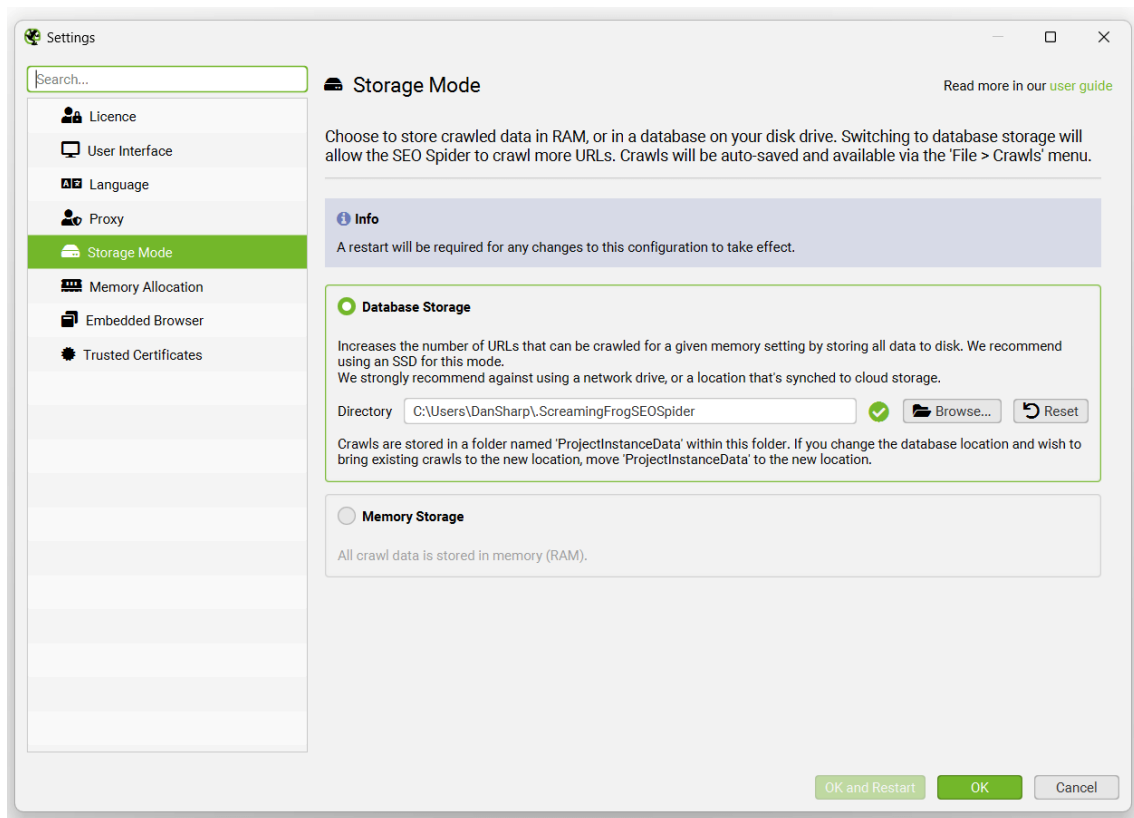 Settings
Search...
Licence
User Interface
Language
Proxy
Storage Mode
Memory Allocation
Embedded Browser
Trusted Certificates
Storage Mode
Read more in our user guide
Choose to store crawled data in RAM, or in a database on your disk drive. Switching to database storage will
allow the SEO Spider to crawl more URLs. Crawls will be auto-saved and available via the 'File > Crawls' menu.
Info
A restart will be required for any changes to this configuration to take effect.
Database Storage
Increases the number of URLs that can be crawled for a given memory setting by storing all data to disk. We recommend
using an SSD for this mode.
We strongly recommend against using a network drive, or a location that's synched to cloud storage.
Directory C:\Users\DanSharp\.ScreamingFrogSEOSpider Browse... Reset
Crawls are stored in a folder named 'ProjectInstanceData' within this folder. If you change the database location and wish to
bring existing crawls to the new location, move 'ProjectInstanceData' to the new location.
Memory Storage
All crawl data is stored in memory (RAM).
OK and Restart OK Cancel